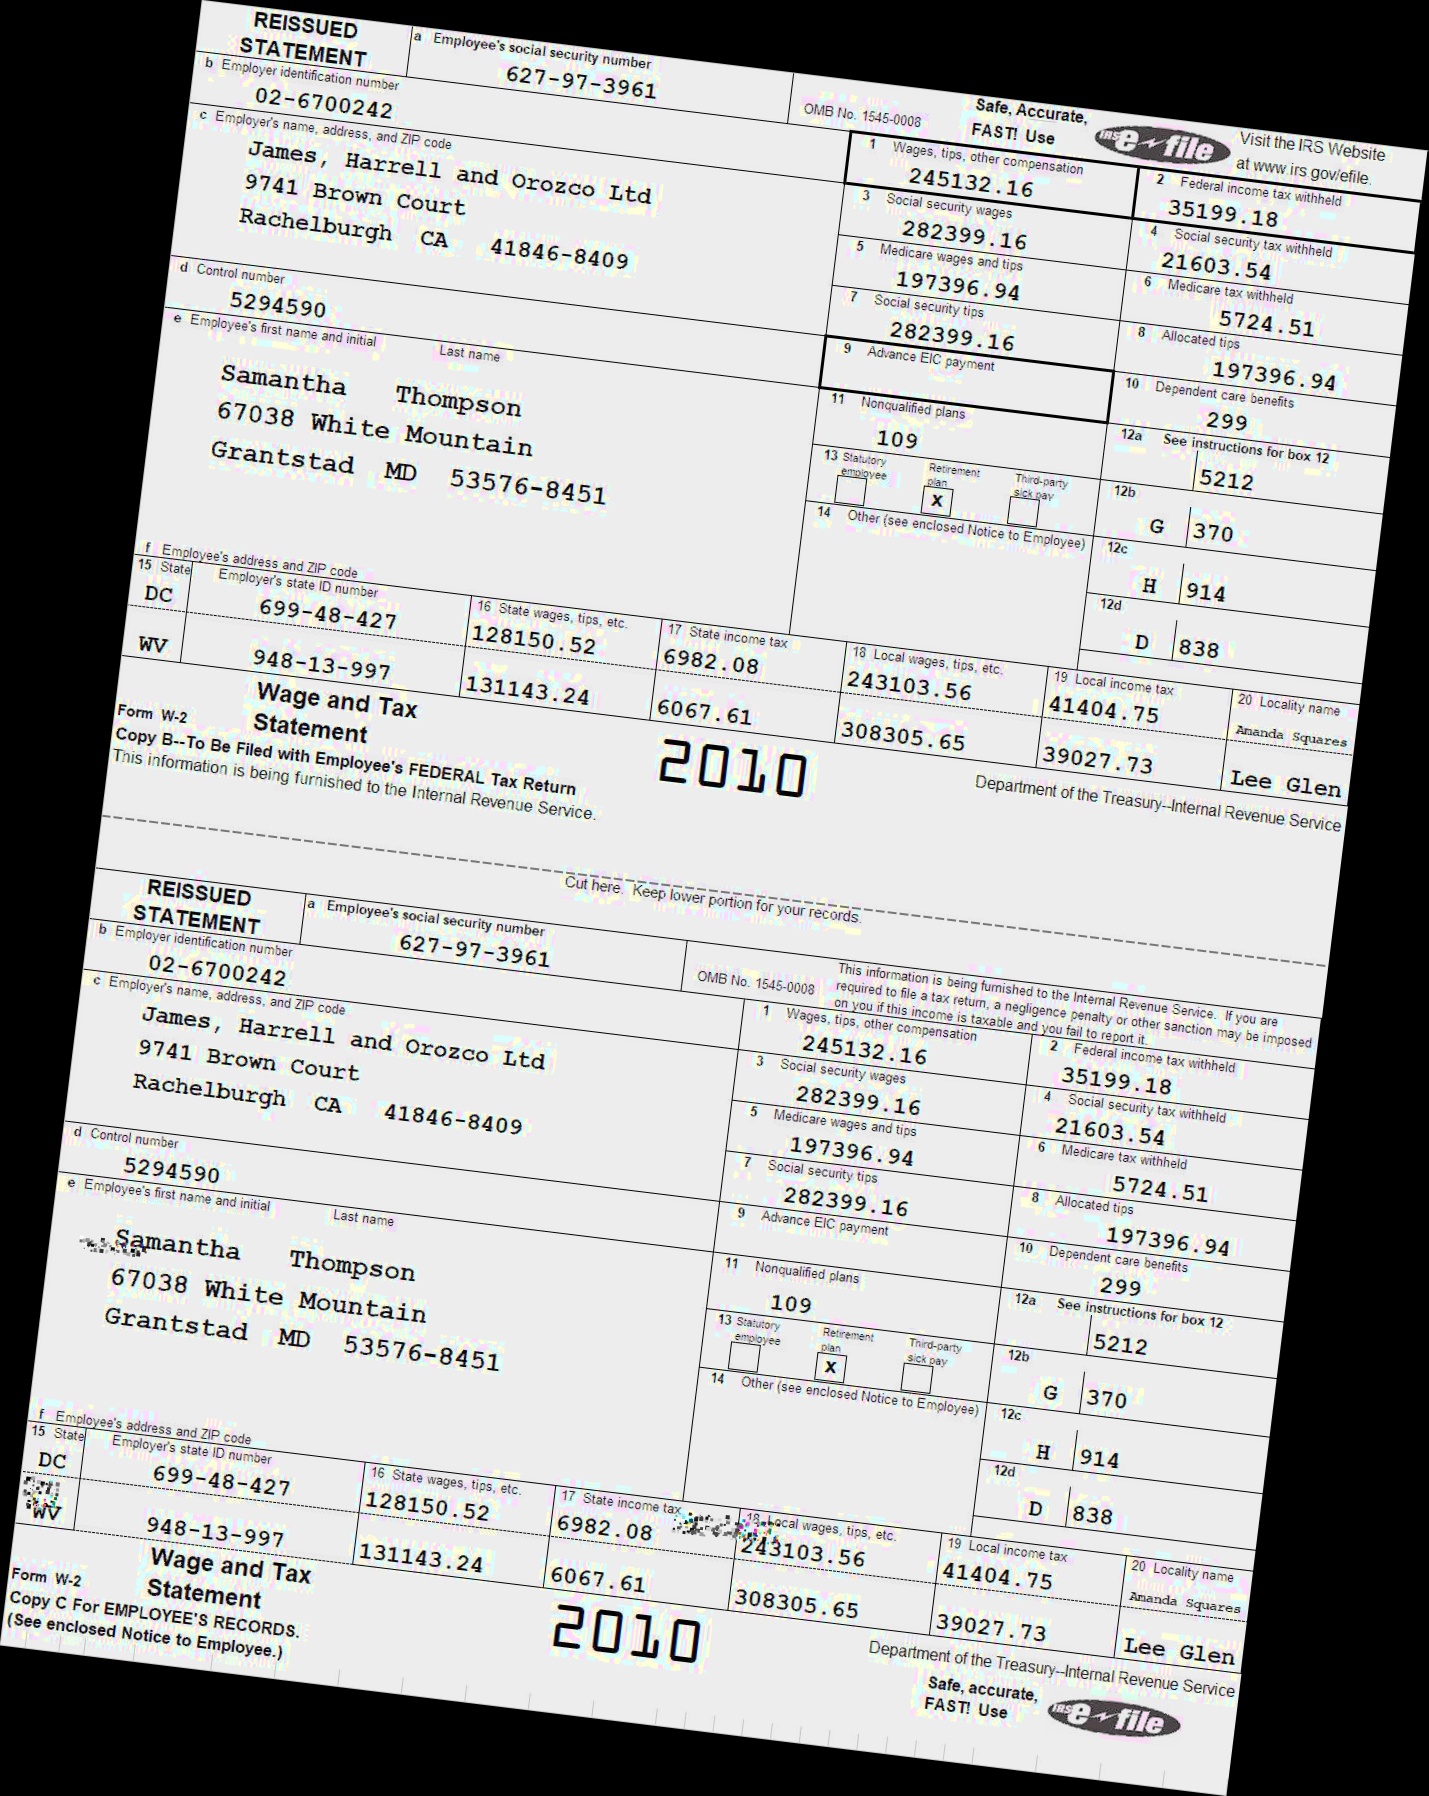 REISSUED
STATEMENT
a Employee's social security number
627-97-3961
OMB No. 1545-0008
Safe, Accurate,
FAST! Use
IRS e-file
Visit the IRS Website
at www.irs.gov/efile.
b Employer identification number
02-6700242
c Employer's name, address, and ZIP code
James, Harrell and Orozco Ltd
9741 Brown Court
Rachelburgh CA 41846-8409
1 Wages, tips, other compensation
245132.16
2 Federal income tax withheld
35199.18
3 Social security wages
282399.16
4 Social security tax withheld
21603.54
5 Medicare wages and tips
197396.94
6 Medicare tax withheld
5724.51
d Control number
5294590
7 Social security tips
282399.16
8 Allocated tips
197396.94
e Employee's first name and initial Last name
Samantha Thompson
67038 White Mountain
Grantstad MD 53576-8451
9 Advance EIC payment
10 Dependent care benefits
299
11 Nonqualified plans
109
12a See instructions for box 12
5212
13 Statutory employee
Retirement plan
X
Third-party sick pay
12b
G 370
14 Other (see enclosed Notice to Employee)
12c
H 914
12d
D 838
f Employee's address and ZIP code
15 State Employer's state ID number
DC 699-48-427
WV 948-13-997
16 State wages, tips, etc.
128150.52
131143.24
17 State income tax
6982.08
6067.61
18 Local wages, tips, etc.
243103.56
308305.65
19 Local income tax
41404.75
39027.73
20 Locality name
Amanda Squares
Lee Glen
Form W-2
Wage and Tax
Statement
2010
Copy B--To Be Filed with Employee's FEDERAL Tax Return
This information is being furnished to the Internal Revenue Service.
Department of the Treasury--Internal Revenue Service
Cut here. Keep lower portion for your records.
REISSUED
STATEMENT
a Employee's social security number
627-97-3961
OMB No. 1545-0008
This information is being furnished to the Internal Revenue Service. If you are
required to file a tax return, a negligence penalty or other sanction may be imposed
on you if this income is taxable and you fail to report it.
b Employer identification number
02-6700242
c Employer's name, address, and ZIP code
James, Harrell and Orozco Ltd
9741 Brown Court
Rachelburgh CA 41846-8409
1 Wages, tips, other compensation
245132.16
2 Federal income tax withheld
35199.18
3 Social security wages
282399.16
4 Social security tax withheld
21603.54
5 Medicare wages and tips
197396.94
6 Medicare tax withheld
5724.51
d Control number
5294590
7 Social security tips
282399.16
8 Allocated tips
197396.94
e Employee's first name and initial Last name
Samantha Thompson
67038 White Mountain
Grantstad MD 53576-8451
9 Advance EIC payment
10 Dependent care benefits
299
11 Nonqualified plans
109
12a See instructions for box 12
5212
13 Statutory employee
Retirement plan
X
Third-party sick pay
12b
G 370
14 Other (see enclosed Notice to Employee)
12c
H 914
12d
D 838
f Employee's address and ZIP code
15 State Employer's state ID number
DC 699-48-427
WV 948-13-997
16 State wages, tips, etc.
128150.52
131143.24
17 State income tax
6982.08
6067.61
18 Local wages, tips, etc.
243103.56
308305.65
19 Local income tax
41404.75
39027.73
20 Locality name
Amanda Squares
Lee Glen
Form W-2
Wage and Tax
Statement
2010
Copy C For EMPLOYEE'S RECORDS.
(See enclosed Notice to Employee.)
Department of the Treasury--Internal Revenue Service
Safe, accurate,
FAST! Use
IRS e-file